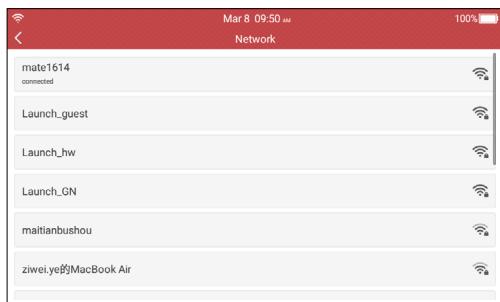 Mar 8 09:50 AM
100%
Network
mate1614
connected
Launch_guest
Launch_hw
Launch_GN
maitianbushou
ziwei.ye的MacBook Air